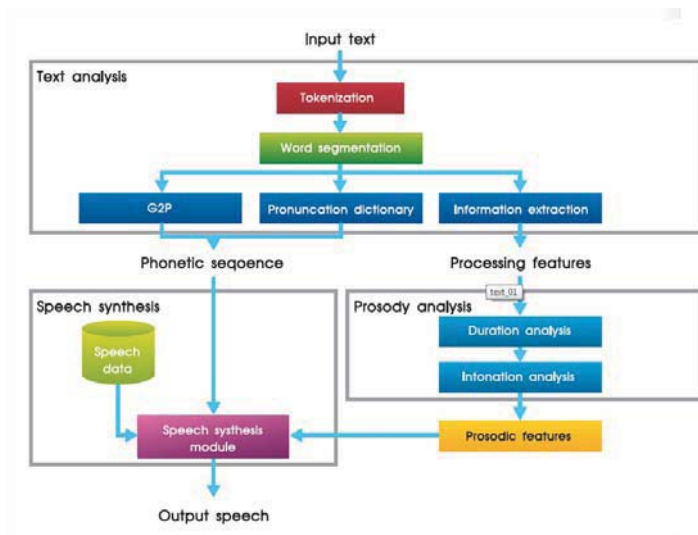 Input text
Text analysis
Tokenization
Word segmentation
G2P
Pronuncation dictionary
Information extraction
Phonetic seqoence
Processing features
text_01
Speech synthesis
Prosody analysis
Speech
data
Duration analysis
Intonation analysis
Speech systhesis
module
Prosodic features
Output speech